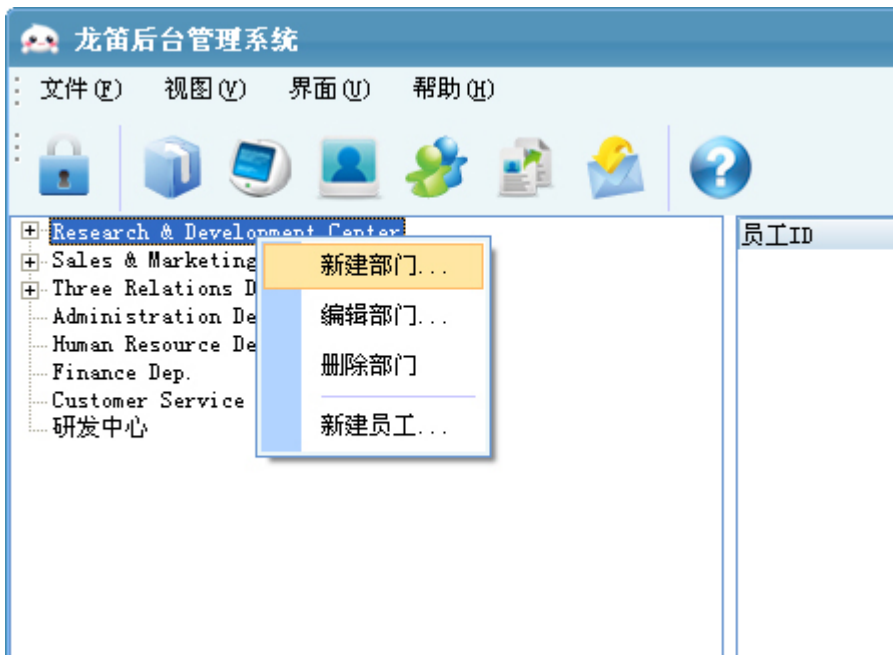 龙笛后台管理系统
文件(F) 视图(V) 界面(U) 帮助(H)
Research & Development Center
员工ID
Sales & Marketing
Three Relations D
Administration De
Human Resource De
Finance Dep.
Customer Service
研发中心
新建部门...
编辑部门...
删除部门
新建员工...